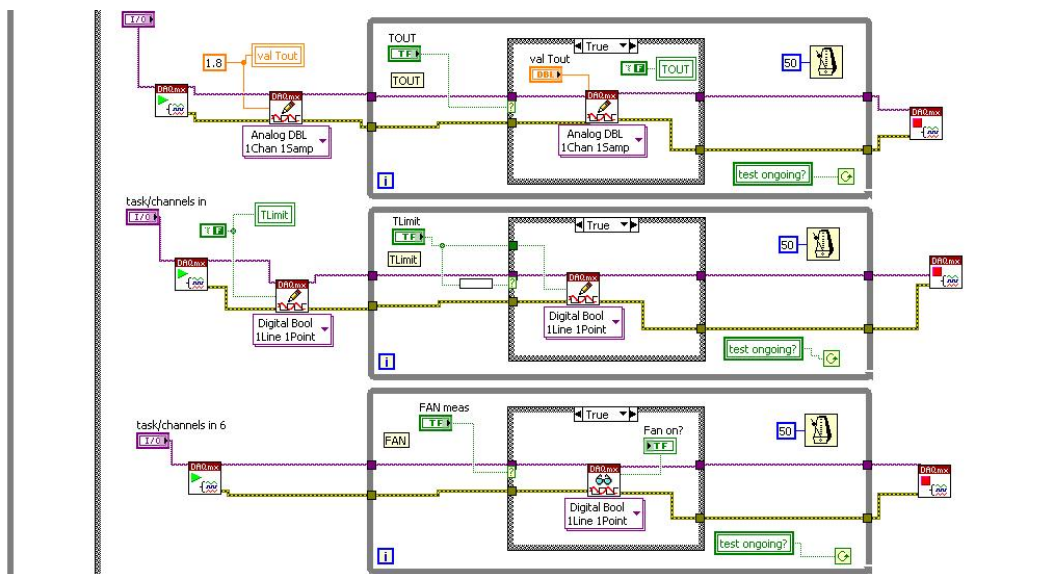 I/O
1.8
val Tout
DAQmx
DAQmx
Analog DBL
1Chan 1Samp
TOUT
TF
TOUT
True
val Tout
DBL
F
TOUT
?
DAQmx
Analog DBL
1Chan 1Samp
50
i
test ongoing?
DAQmx
task/channels in
I/O
F
TLimit
DAQmx
DAQmx
Digital Bool
1Line 1Point
TLimit
TF
TLimit
True
?
DAQmx
Digital Bool
1Line 1Point
50
i
test ongoing?
DAQmx
task/channels in 6
I/O
DAQmx
FAN meas
TF
FAN
True
Fan on?
TF
?
DAQmx
Digital Bool
1Line 1Point
50
i
test ongoing?
DAQmx